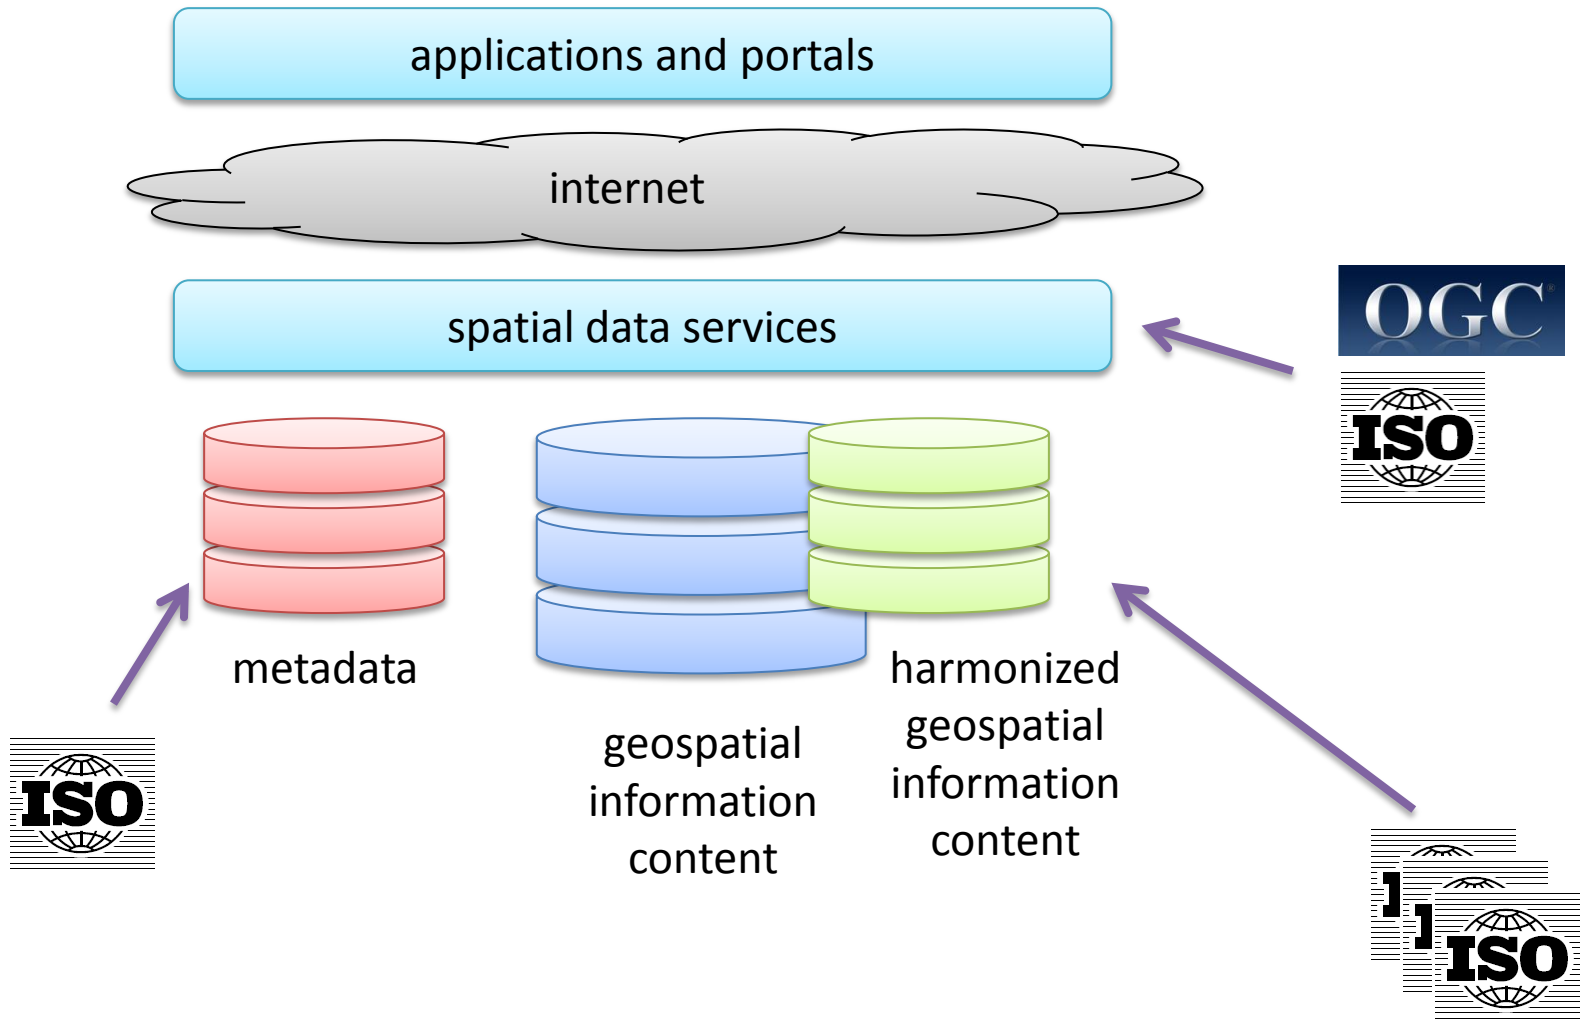 applications and portals
internet
spatial data services
OGC®
ISO
metadata
harmonized
geospatial
information
content
geospatial
information
content
ISO
I
I
ISO